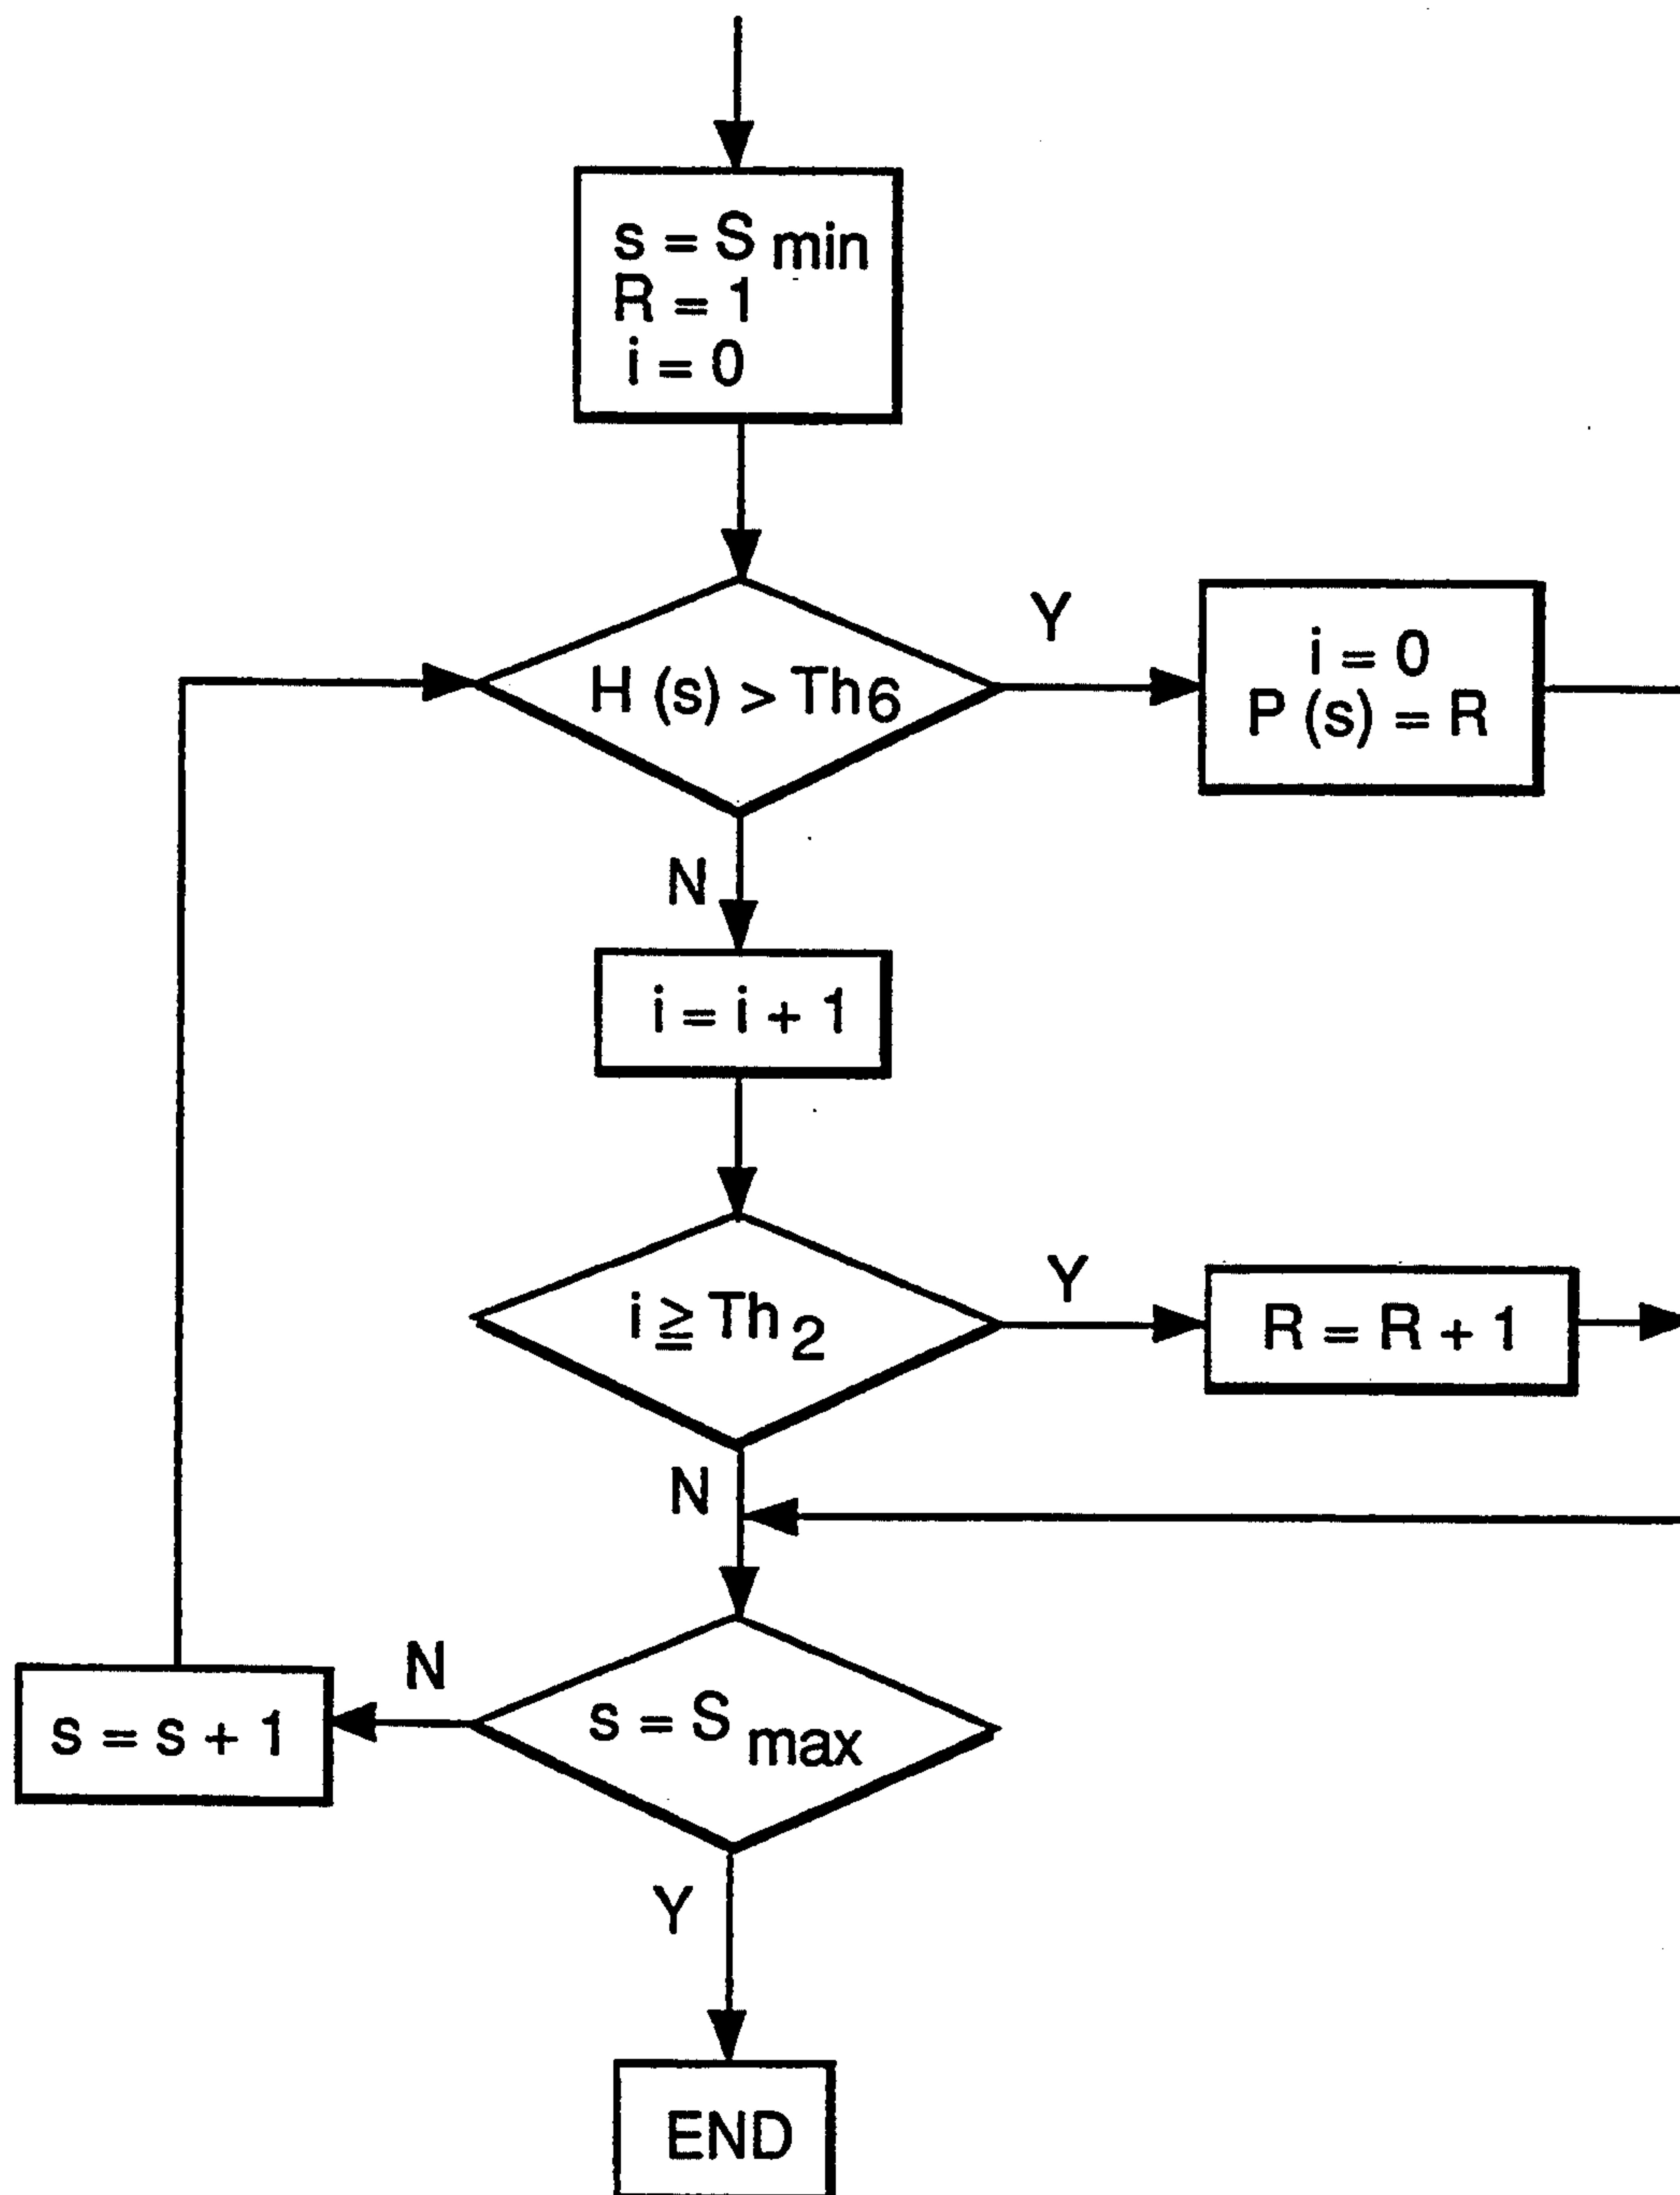 s = S min
R = 1
i = 0
H (s) > Th6
Y
i = 0
P (s) = R
N
i = i + 1
i ≧ Th 2
Y
R = R + 1
N
s = S max
N
s = s + 1
Y
END